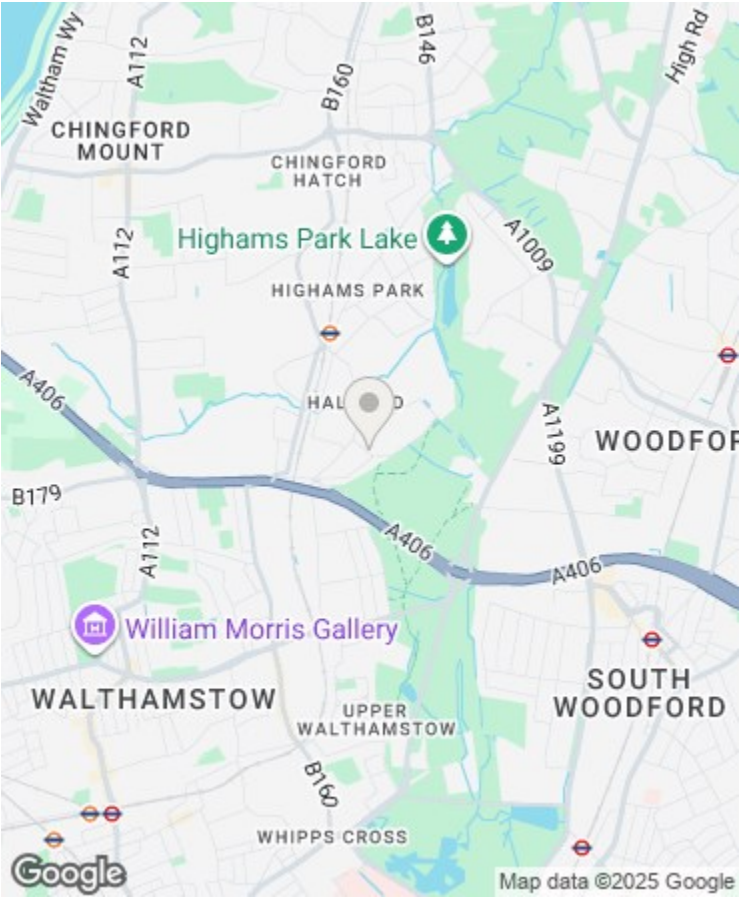 Waltham Wy
A112
B160
B146
High Rd
CHINGFORD
MOUNT
CHINGFORD
HATCH
A112
Highams Park Lake
A1009
HIGHAMS PARK
A406
A1199
WOODFOR
B179
A406
A112
A406
William Morris Gallery
WALTHAMSTOW
SOUTH
WOODFORD
UPPER
WALTHAMSTOW
B160
WHIPPS CROSS
Google
Map data ©2025 Google